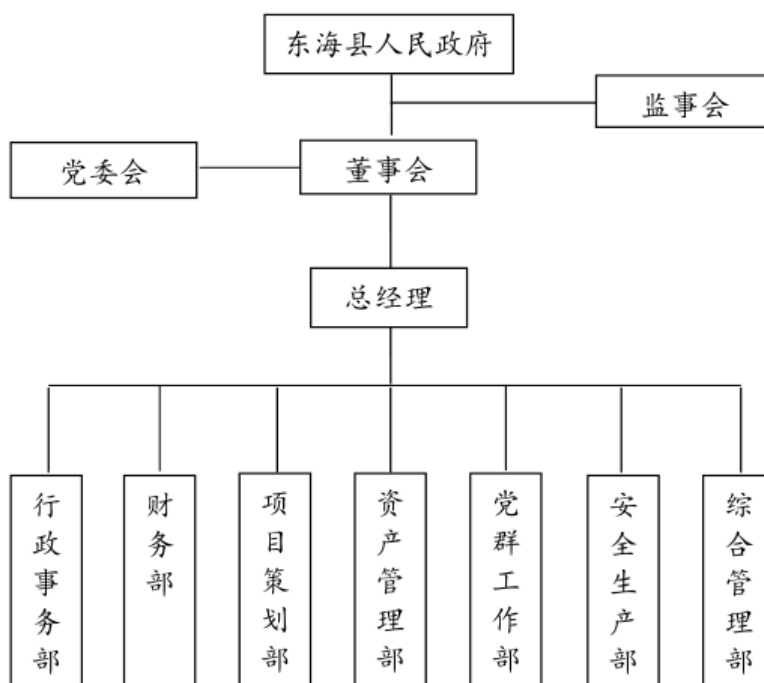 东海县人民政府
监事会
党委会
董事会
总经理
行政事务部
财务部
项目策划部
资产管理部
党群工作部
安全生产部
综合管理部